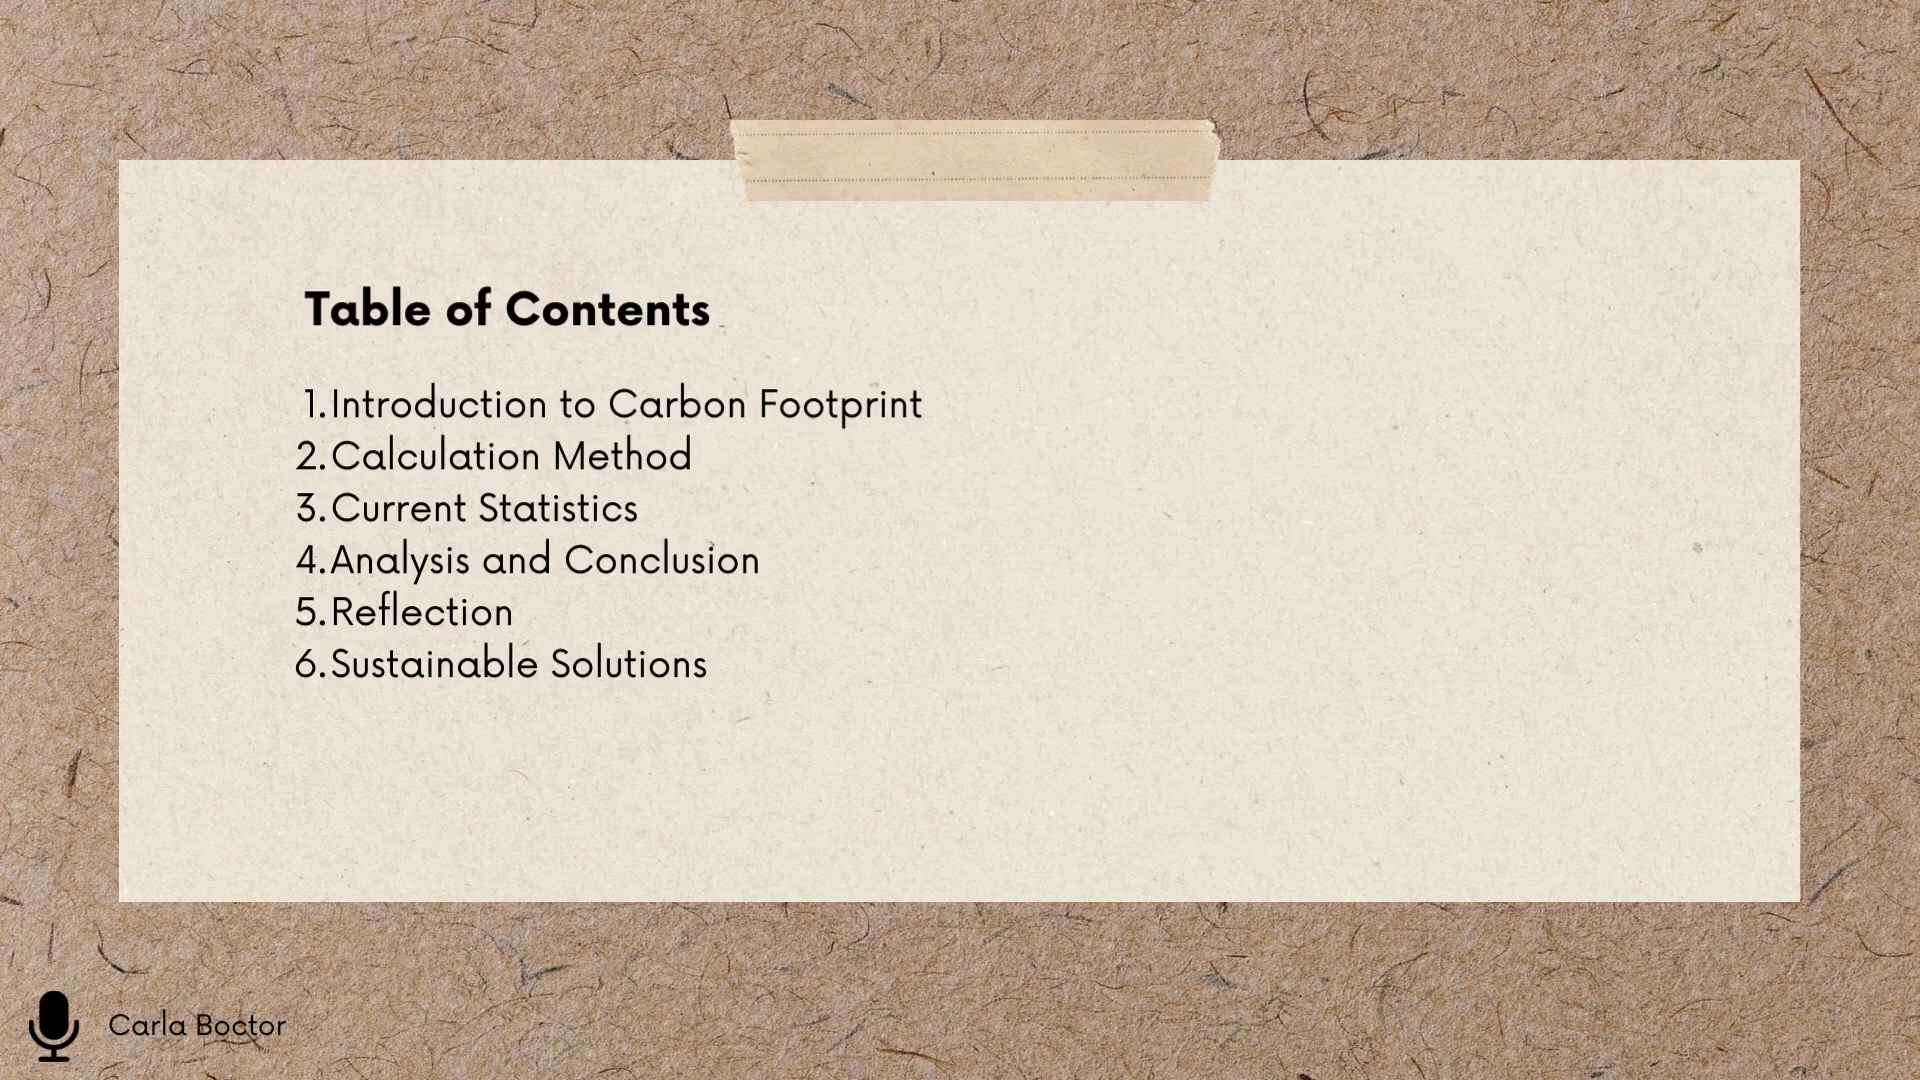 Table of Contents
1. Introduction to Carbon Footprint
2. Calculation Method
3. Current Statistics
4. Analysis and Conclusion
5. Reflection
6. Sustainable Solutions
Carla Boctor